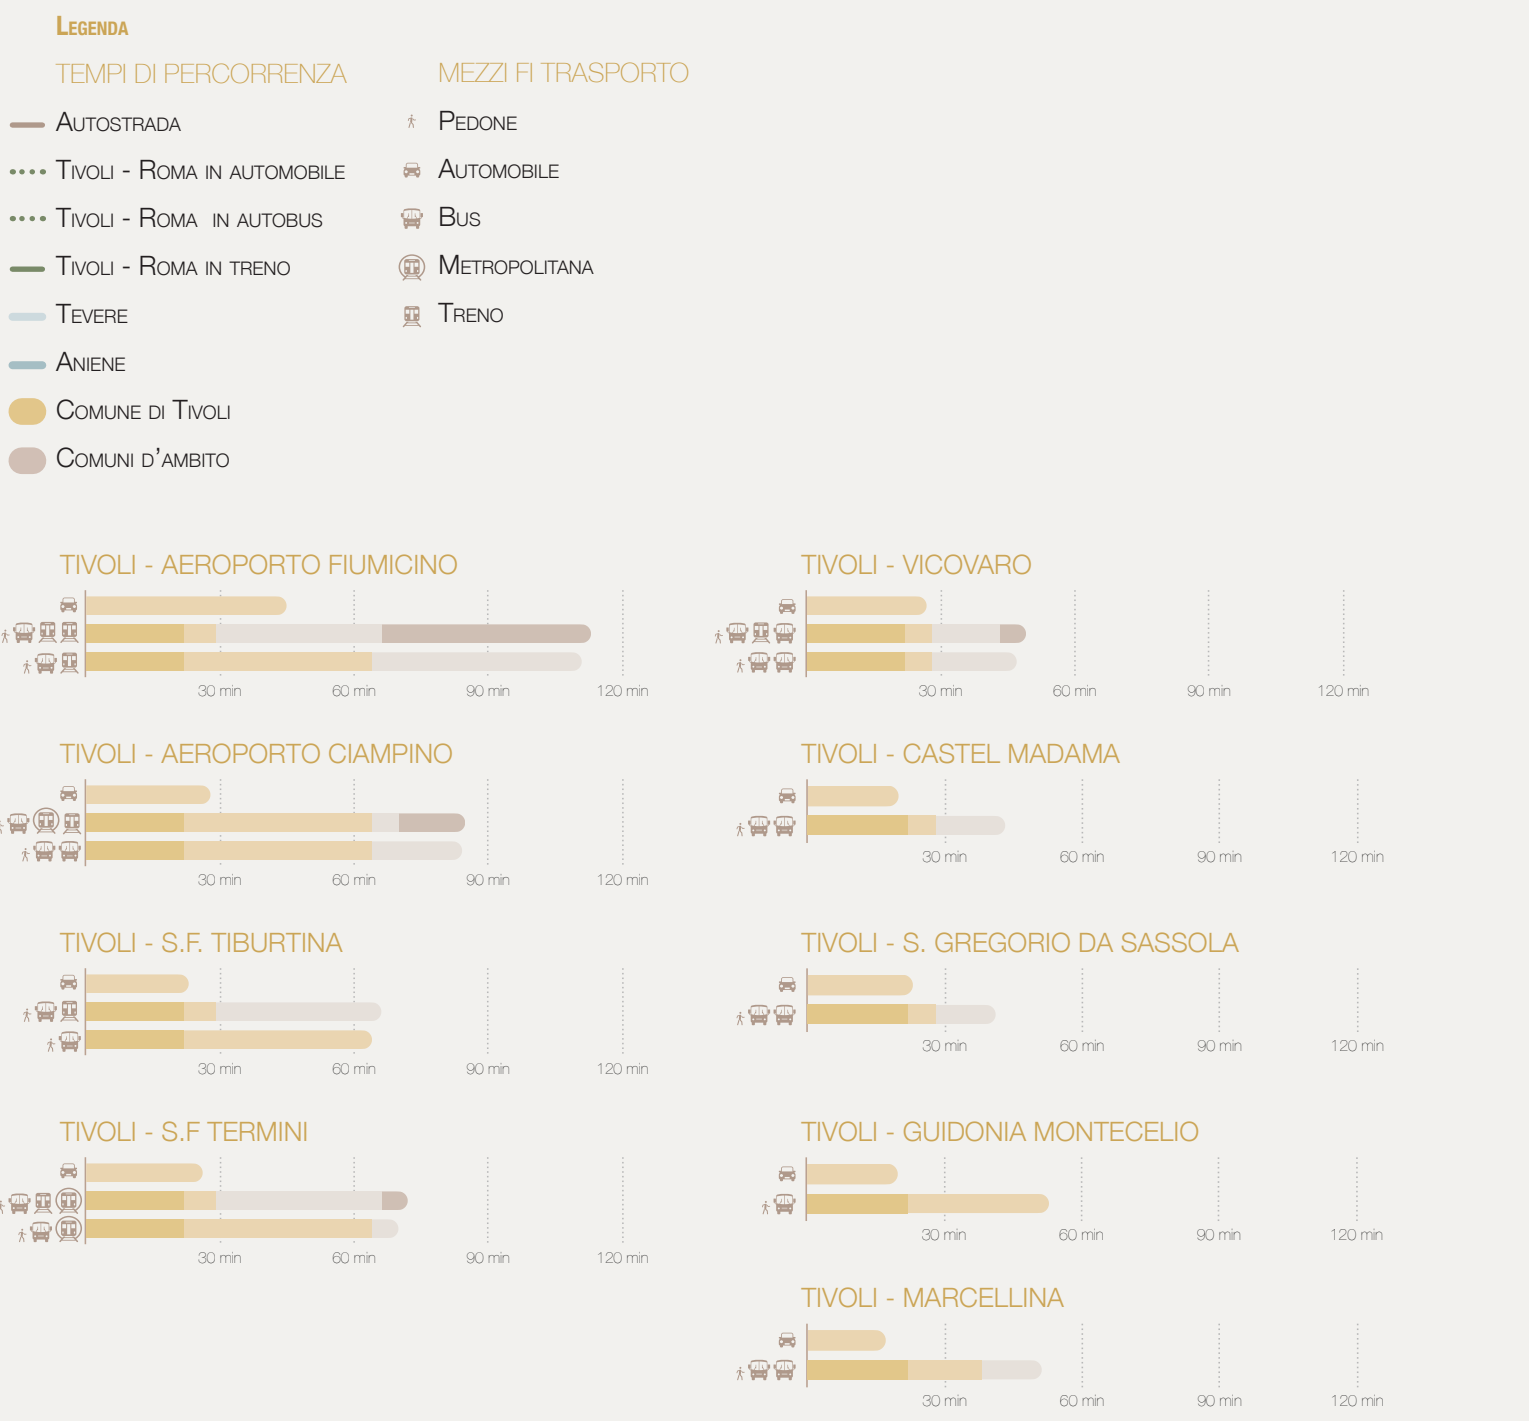 Legenda
TEMPI DI PERCORRENZA
Autostrada
Tivoli - Roma in automobile
Tivoli - Roma in autobus
Tivoli - Roma in treno
Tevere
Aniene
Comune di Tivoli
Comuni d’ambito
MEZZI FI TRASPORTO
Pedone
Automobile
Bus
Metropolitana
Treno
TIVOLI - AEROPORTO FIUMICINO
30 min 60 min 90 min 120 min
TIVOLI - AEROPORTO CIAMPINO
30 min 60 min 90 min 120 min
TIVOLI - S.F. TIBURTINA
30 min 60 min 90 min 120 min
TIVOLI - S.F TERMINI
30 min 60 min 90 min 120 min
TIVOLI - VICOVARO
30 min 60 min 90 min 120 min
TIVOLI - CASTEL MADAMA
30 min 60 min 90 min 120 min
TIVOLI - S. GREGORIO DA SASSOLA
30 min 60 min 90 min 120 min
TIVOLI - GUIDONIA MONTECELIO
30 min 60 min 90 min 120 min
TIVOLI - MARCELLINA
30 min 60 min 90 min 120 min